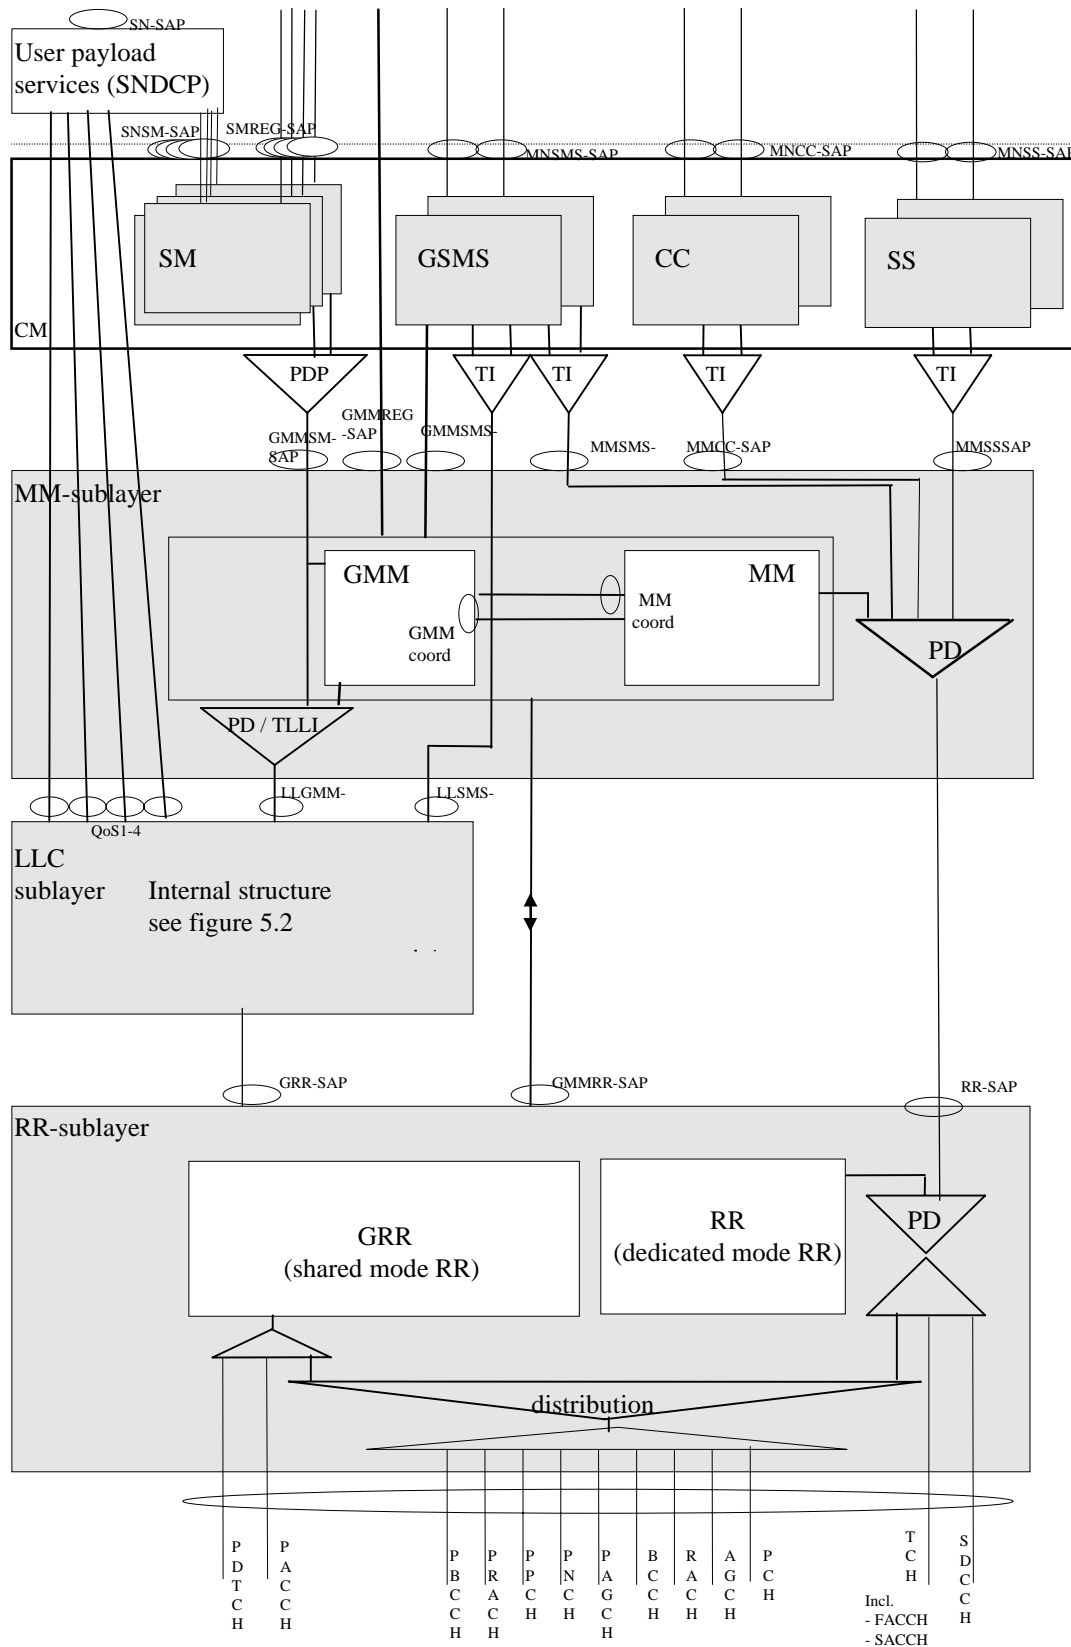 SN-SAP
User payload
services (SNDCP)
SNSM-SAP
SMREG-SAP
MNSMS-SAP
MNCC-SAP
MNSS-SAP
SM
GSMS
CC
SS
CM
PDP
TI
TI
TI
TI
GMMSM-
SAP
GMMREG
-SAP
GMMSMS-
MMSMS-
MMCC-SAP
MMSSSAP
MM-sublayer
GMM
MM
MM
coord
GMM
coord
PD
PD / TLLI
LLGMM-
LLSMS-
QoS1-4
LLC
sublayer
Internal structure
see figure 5.2
GRR-SAP
GMMRR-SAP
RR-SAP
RR-sublayer
GRR
(shared mode RR)
RR
(dedicated mode RR)
PD
distribution
PDTCH
PACCH
PBCCH
PRACH
PPCH
PNCH
PAGCH
BCCH
RACH
AGCH
PCH
TCH
SDCCH
Incl.
- FACCH
- SACCH